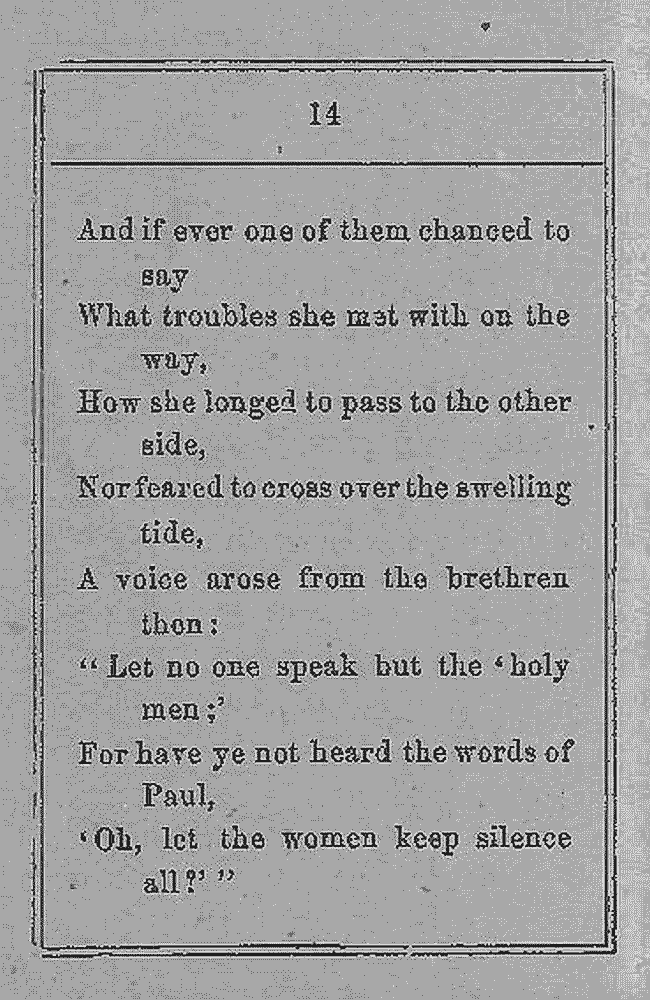 14
And if ever one of them chanced to
say
What troubles she met with on the
way,
How she longed to pass to the other
side,
Nor feared to cross over the swelling
tide,
A voice arose from the brethren
then:
“Let no one speak but the ‘holy
men;’
For have ye not heard the words of
Paul,
‘Oh, let the women keep silence
all?’”